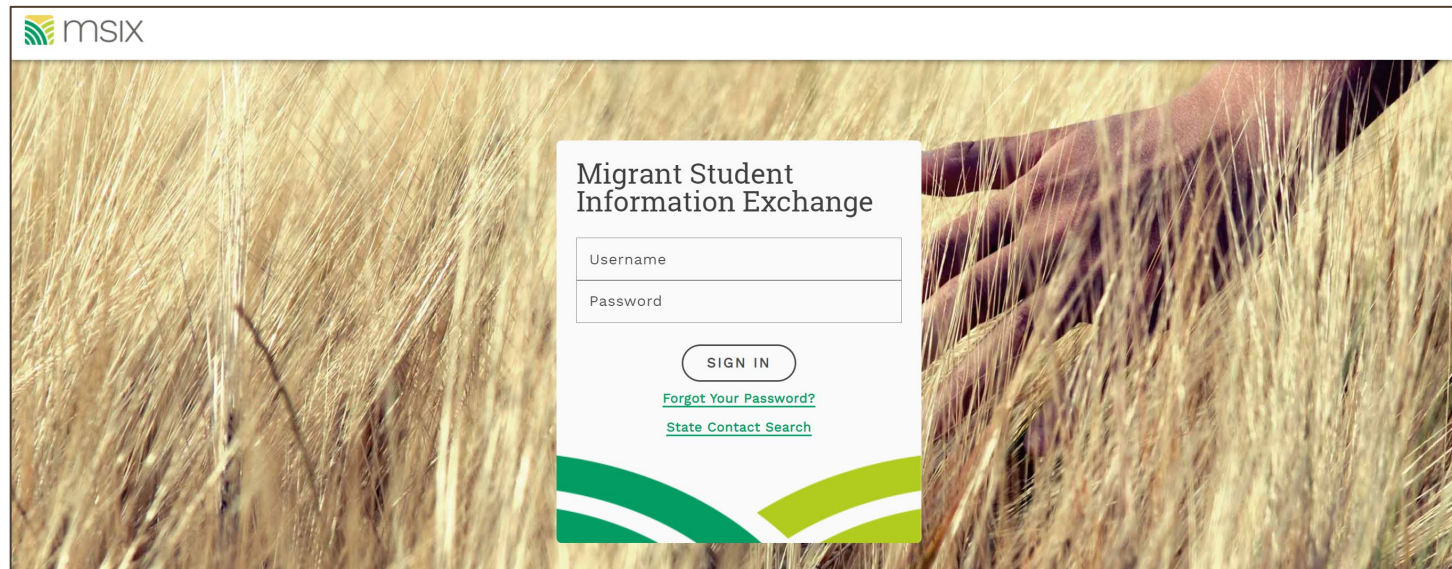 msix
Migrant Student
Information Exchange
Username
Password
SIGN IN
Forgot Your Password?
State Contact Search